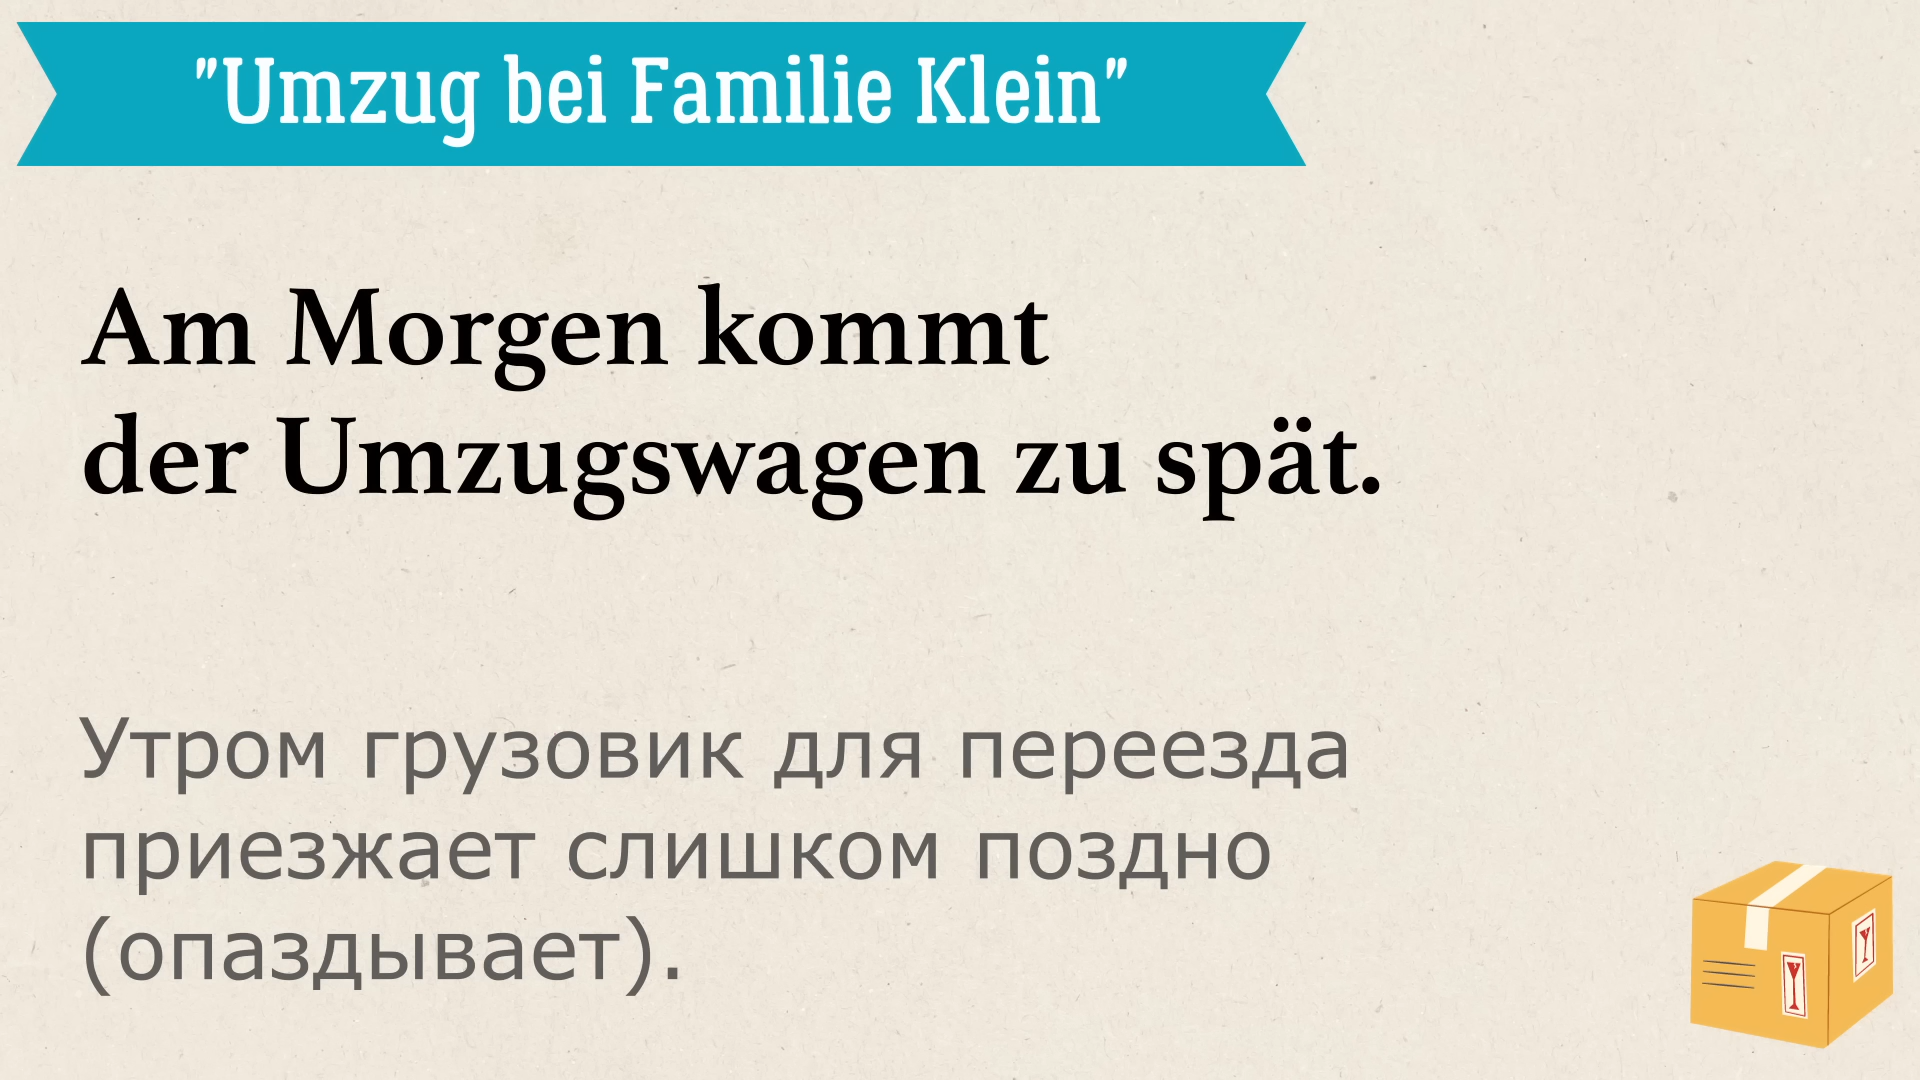 "Umzug bei Familie Klein"
Am Morgen kommt
der Umzugswagen zu spät.
Утром грузовик для переезда
приезжает слишком поздно
(опаздывает).